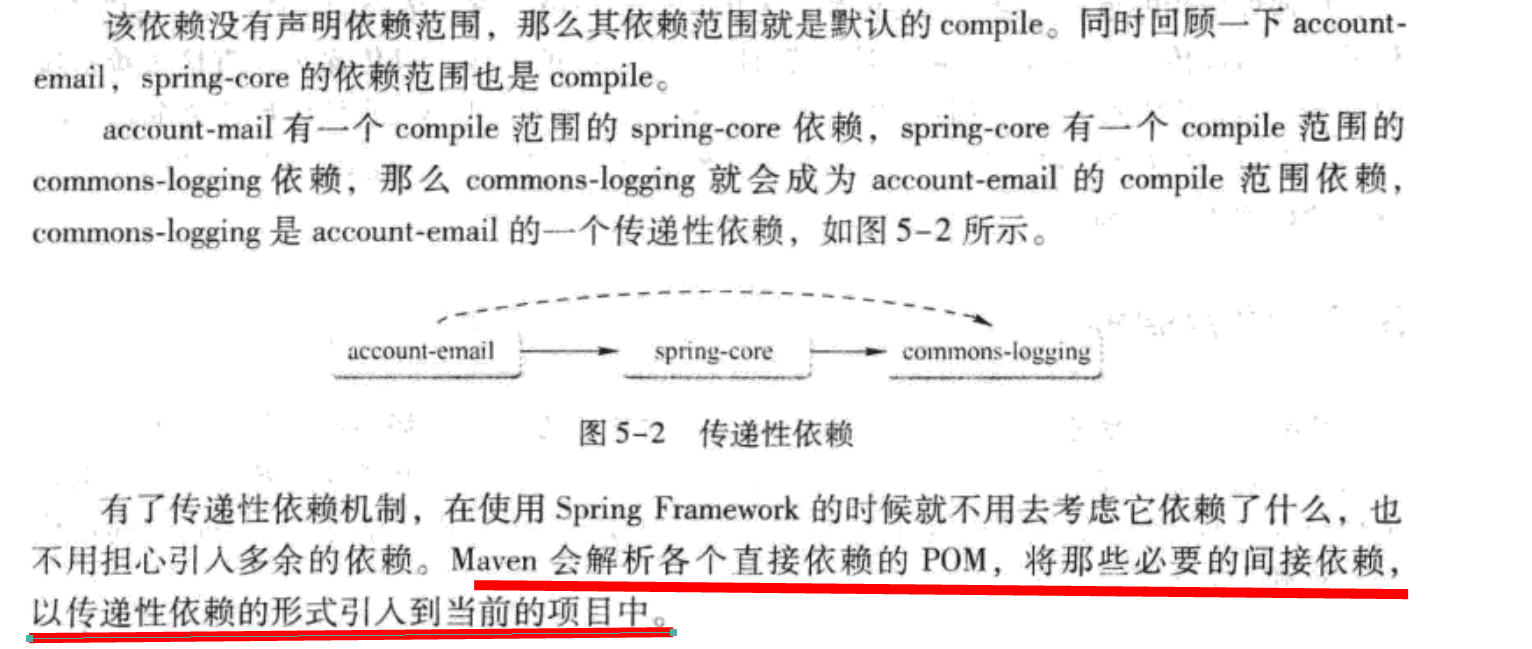 该依赖没有声明依赖范围，那么其依赖范围就是默认的 compile。同时回顾一下 account-
email，spring-core 的依赖范围也是 compile。
account-mail 有一个 compile 范围的 spring-core 依赖，spring-core 有一个 compile 范围的
commons-logging 依赖，那么 commons-logging 就会成为 account-email 的 compile 范围依赖，
commons-logging 是 account-email 的一个传递性依赖，如图 5-2 所示。
account-email
spring-core
commons-logging
图 5-2 传递性依赖
有了传递性依赖机制，在使用 Spring Framework 的时候就不用去考虑它依赖了什么，也
不用担心引入多余的依赖。Maven 会解析各个直接依赖的 POM，将那些必要的间接依赖，
以传递性依赖的形式引入到当前的项目中。